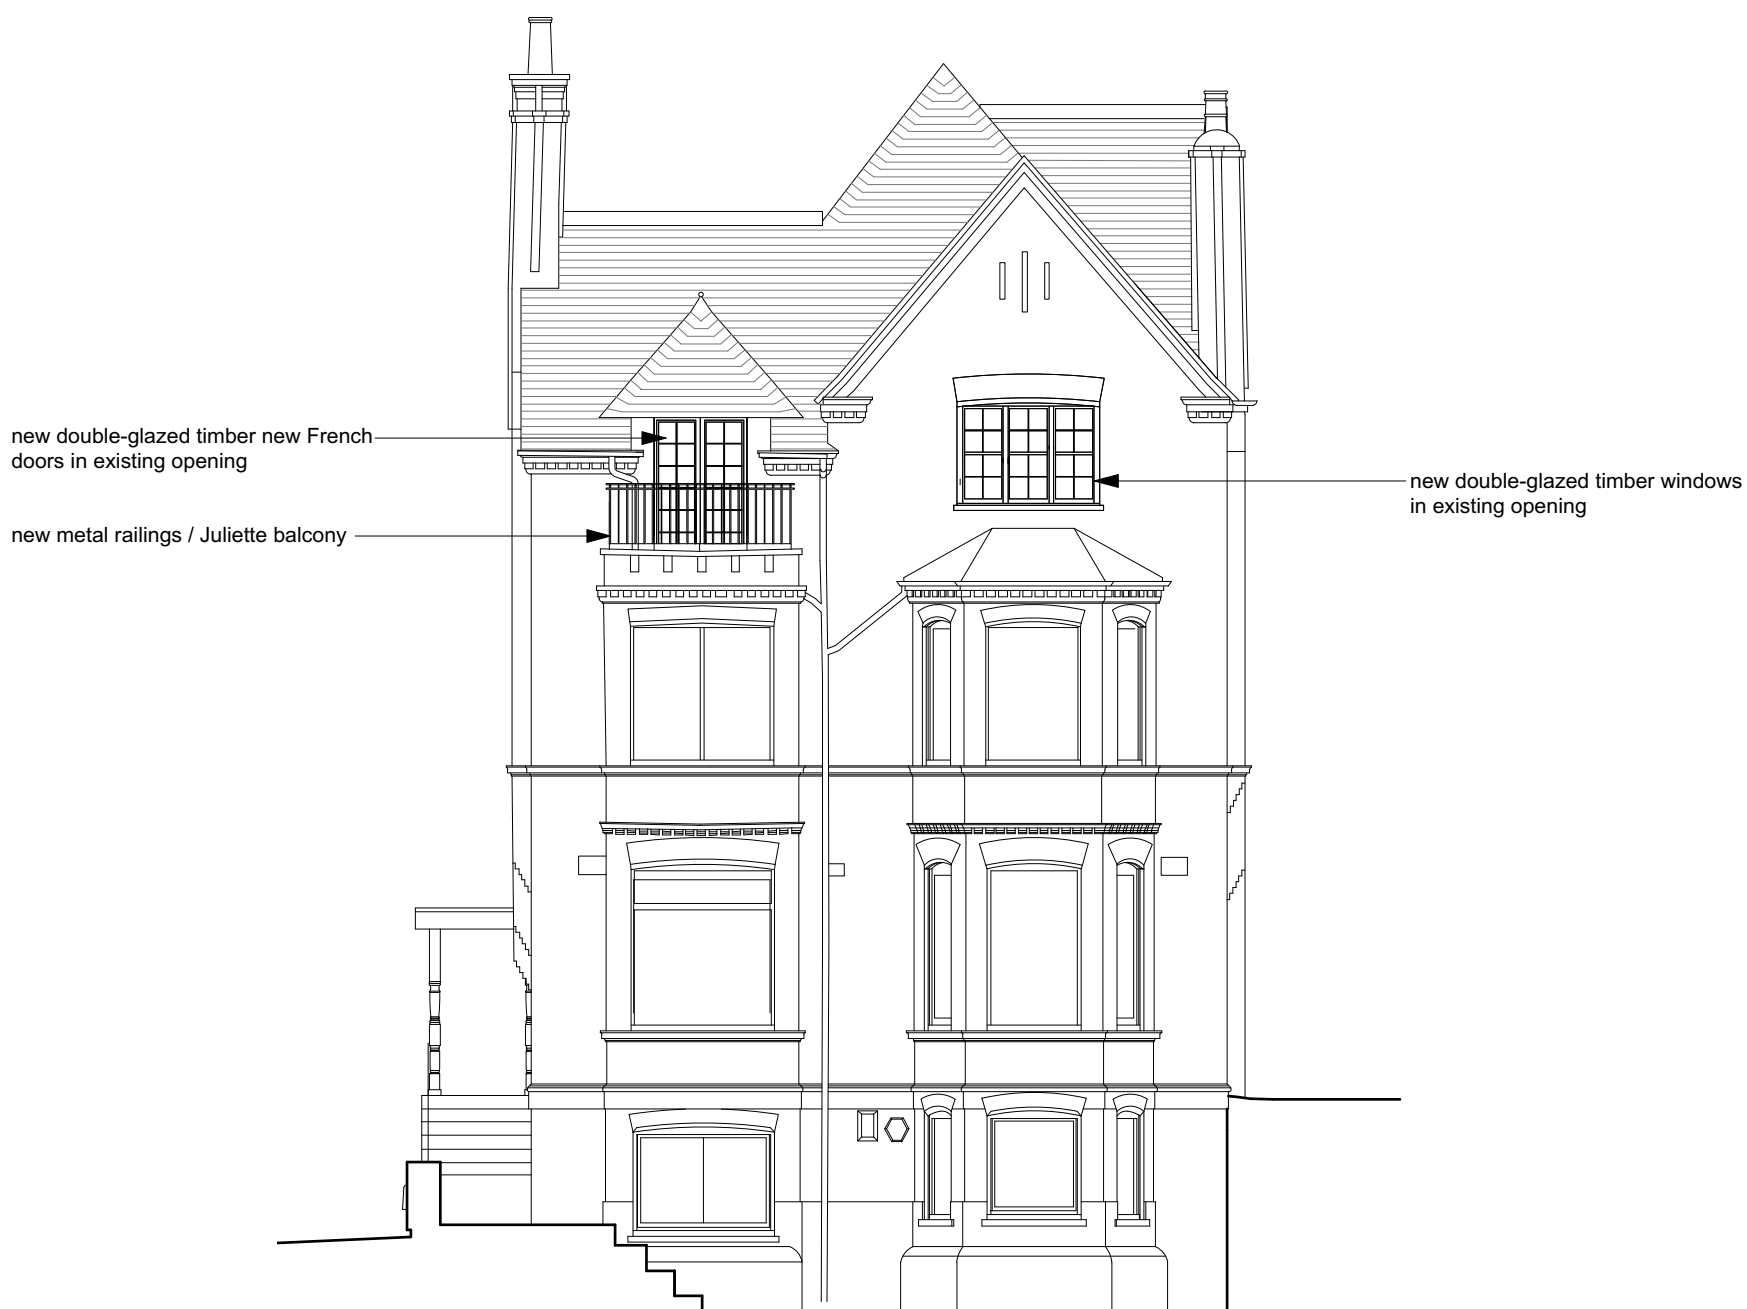 new double-glazed timber new French
doors in existing opening
new metal railings / Juliette balcony
new double-glazed timber windows
in existing opening